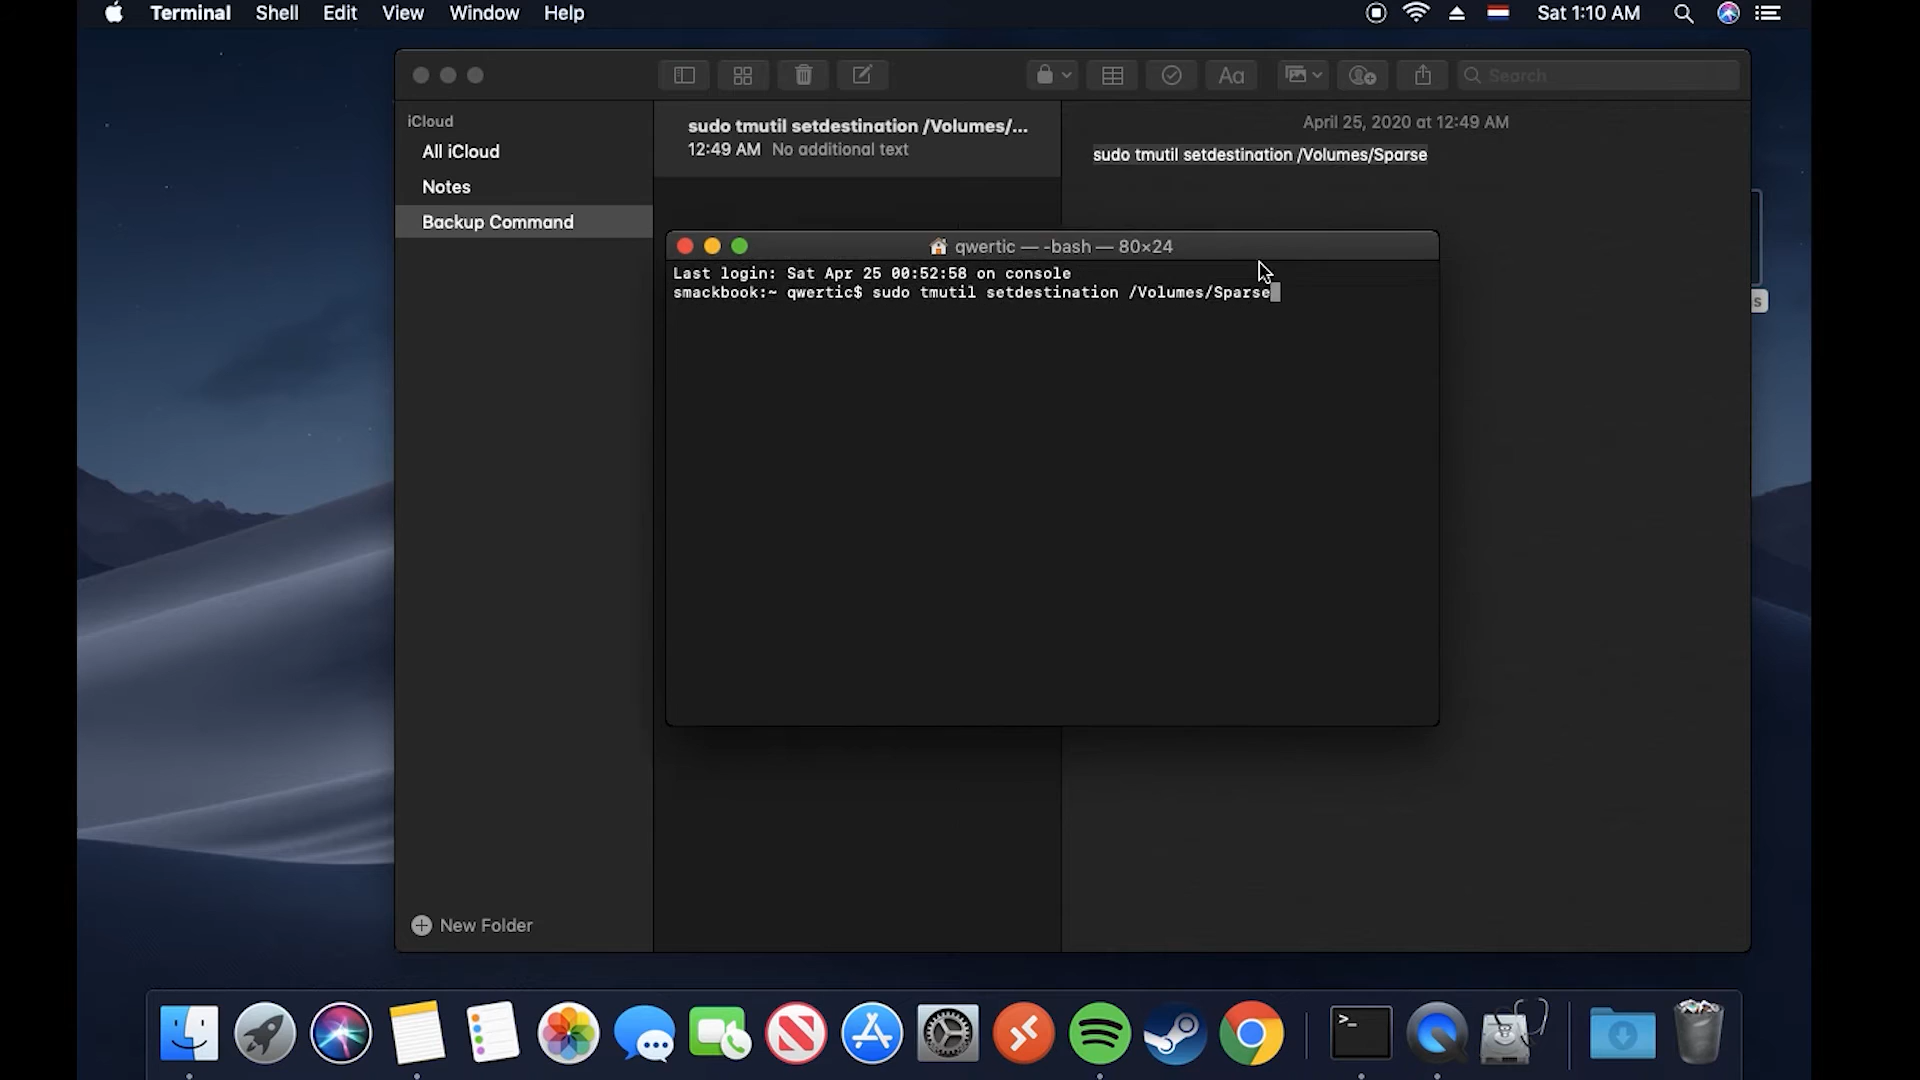 Terminal Shell Edit View Window Help
Sat 1:10 AM
Aa
Search
iCloud
All iCloud
Notes
Backup Command
sudo tmutil setdestination /Volumes/...
12:49 AM No additional text
April 25, 2020 at 12:49 AM
sudo tmutil setdestination /Volumes/Sparse
qwertic — -bash — 80×24
Last login: Sat Apr 25 00:52:58 on console
smackbook:~ qwertic$ sudo tmutil setdestination /Volumes/Sparse
s
New Folder
>_